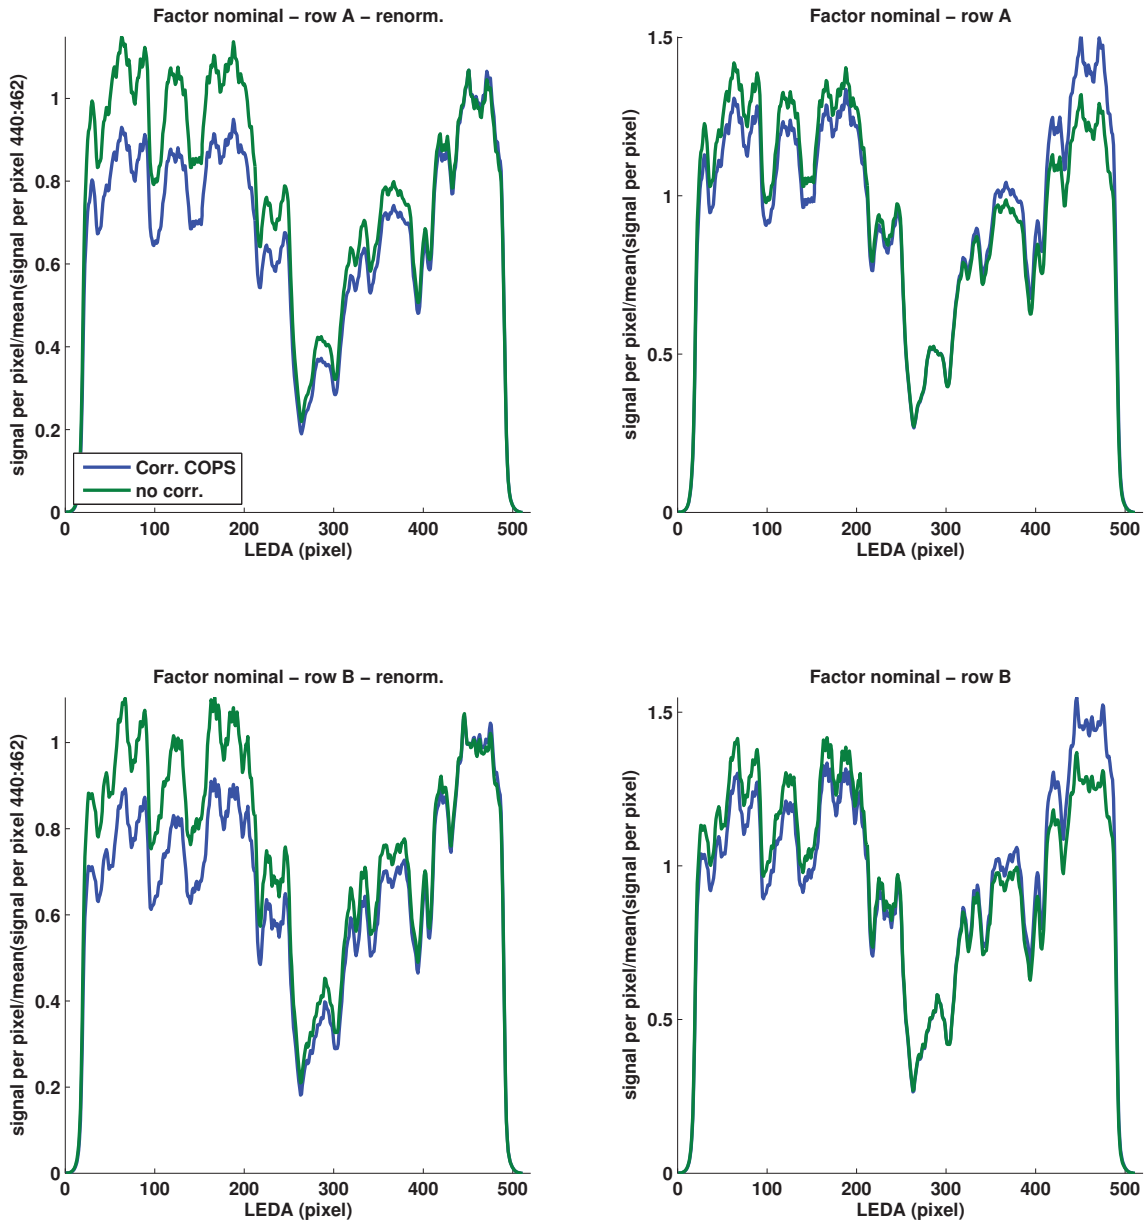 Factor nominal − row A − renorm.
signal per pixel/mean(signal per pixel 440:462)
1
0.8
0.6
0.4
0.2
0
Corr. COPS
no corr.
0 100 200 300 400 500
LEDA (pixel)
Factor nominal − row A
signal per pixel/mean(signal per pixel)
1.5
1
0.5
0
0 100 200 300 400 500
LEDA (pixel)
Factor nominal − row B − renorm.
signal per pixel/mean(signal per pixel 440:462)
1
0.8
0.6
0.4
0.2
0
0 100 200 300 400 500
LEDA (pixel)
Factor nominal − row B
signal per pixel/mean(signal per pixel)
1.5
1
0.5
0
0 100 200 300 400 500
LEDA (pixel)